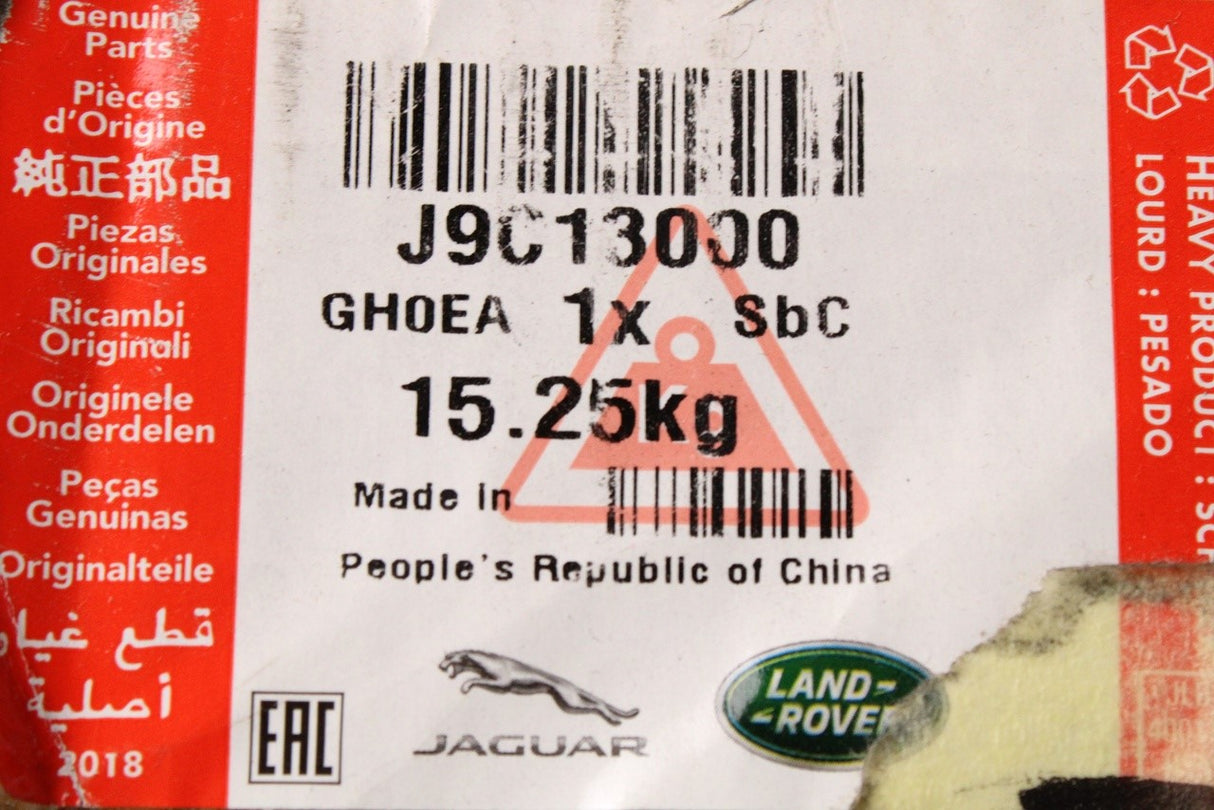 Genuine
Parts
Pièces
d'Origine
純正部品
Piezas
Originales
Ricambi
Originali
Originele
Onderdelen
Peças
Genuinas
Originalteile
قطع غيار
أصلية
2018
J9C13000
GH0EA 1x SbC
15.25kg
Made in
People's Republic of China
EAC
JAGUAR
LAND-
-ROVER
HEAVY PRODUCT :
LOURD : PESADO